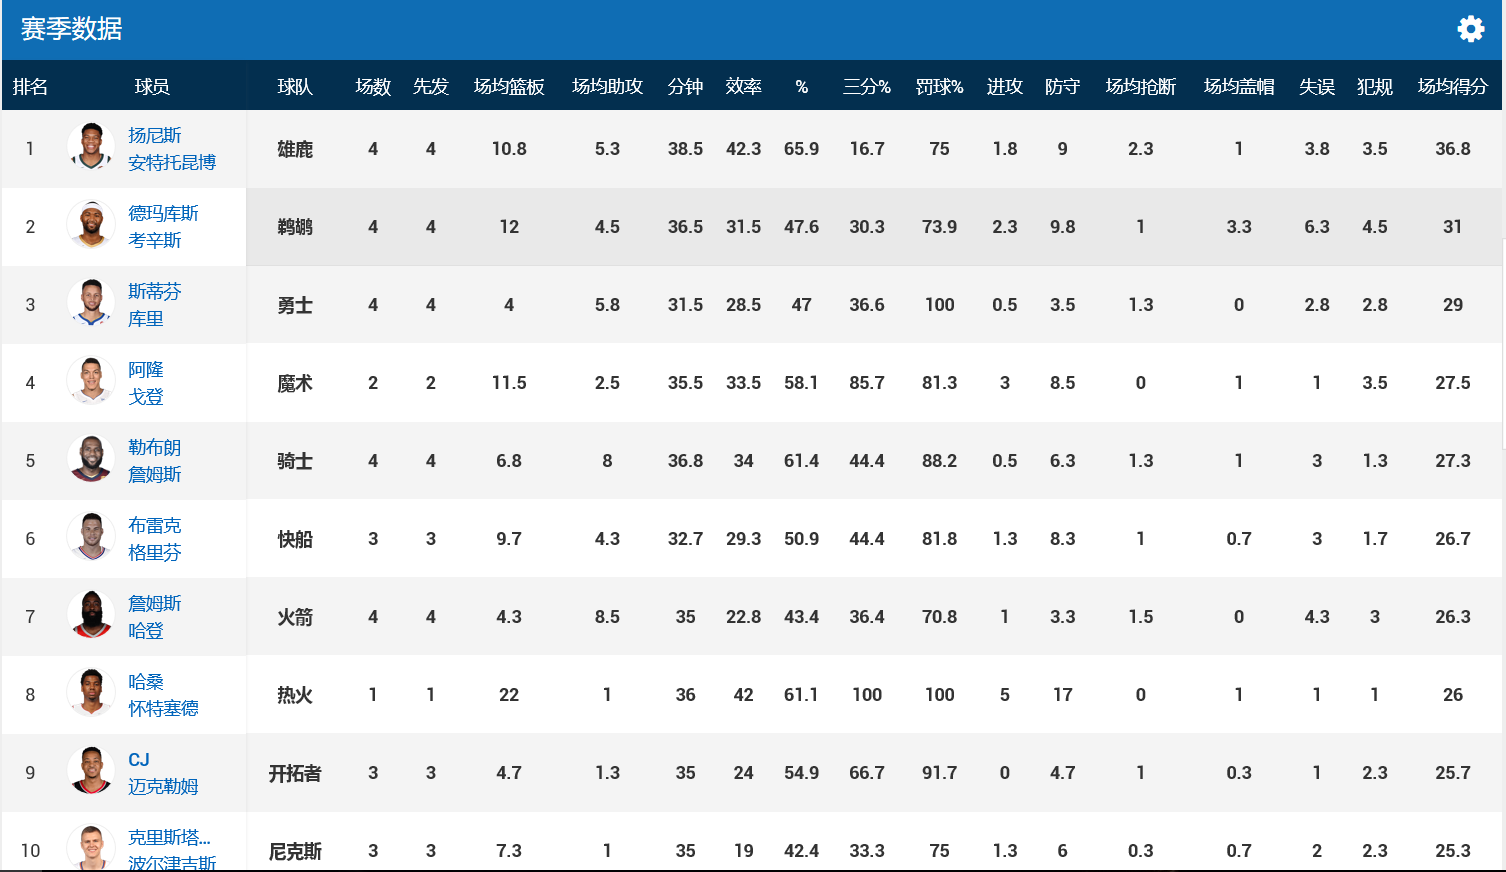 赛季数据
排名 球员 球队 场数 先发 场均篮板 场均助攻 分钟 效率 % 三分% 罚球% 进攻 防守 场均抢断 场均盖帽 失误 犯规 场均得分
1 扬尼斯 安特托昆博 雄鹿 4 4 10.8 5.3 38.5 42.3 65.9 16.7 75 1.8 9 2.3 1 3.8 3.5 36.8
2 德玛库斯 考辛斯 鹈鹕 4 4 12 4.5 36.5 31.5 47.6 30.3 73.9 2.3 9.8 1 3.3 6.3 4.5 31
3 斯蒂芬 库里 勇士 4 4 4 5.8 31.5 28.5 47 36.6 100 0.5 3.5 1.3 0 2.8 2.8 29
4 阿隆 戈登 魔术 2 2 11.5 2.5 35.5 33.5 58.1 85.7 81.3 3 8.5 0 1 1 3.5 27.5
5 勒布朗 詹姆斯 骑士 4 4 6.8 8 36.8 34 61.4 44.4 88.2 0.5 6.3 1.3 1 3 1.3 27.3
6 布雷克 格里芬 快船 3 3 9.7 4.3 32.7 29.3 50.9 44.4 81.8 1.3 8.3 1 0.7 3 1.7 26.7
7 詹姆斯 哈登 火箭 4 4 4.3 8.5 35 22.8 43.4 36.4 70.8 1 3.3 1.5 0 4.3 3 26.3
8 哈桑 怀特塞德 热火 1 1 22 1 36 42 61.1 100 100 5 17 0 1 1 1 26
9 CJ 迈克勒姆 开拓者 3 3 4.7 1.3 35 24 54.9 66.7 91.7 0 4.7 1 0.3 1 2.3 25.7
10 克里斯塔... 波尔津吉斯 尼克斯 3 3 7.3 1 35 19 42.4 33.3 75 1.3 6 0.3 0.7 2 2.3 25.3